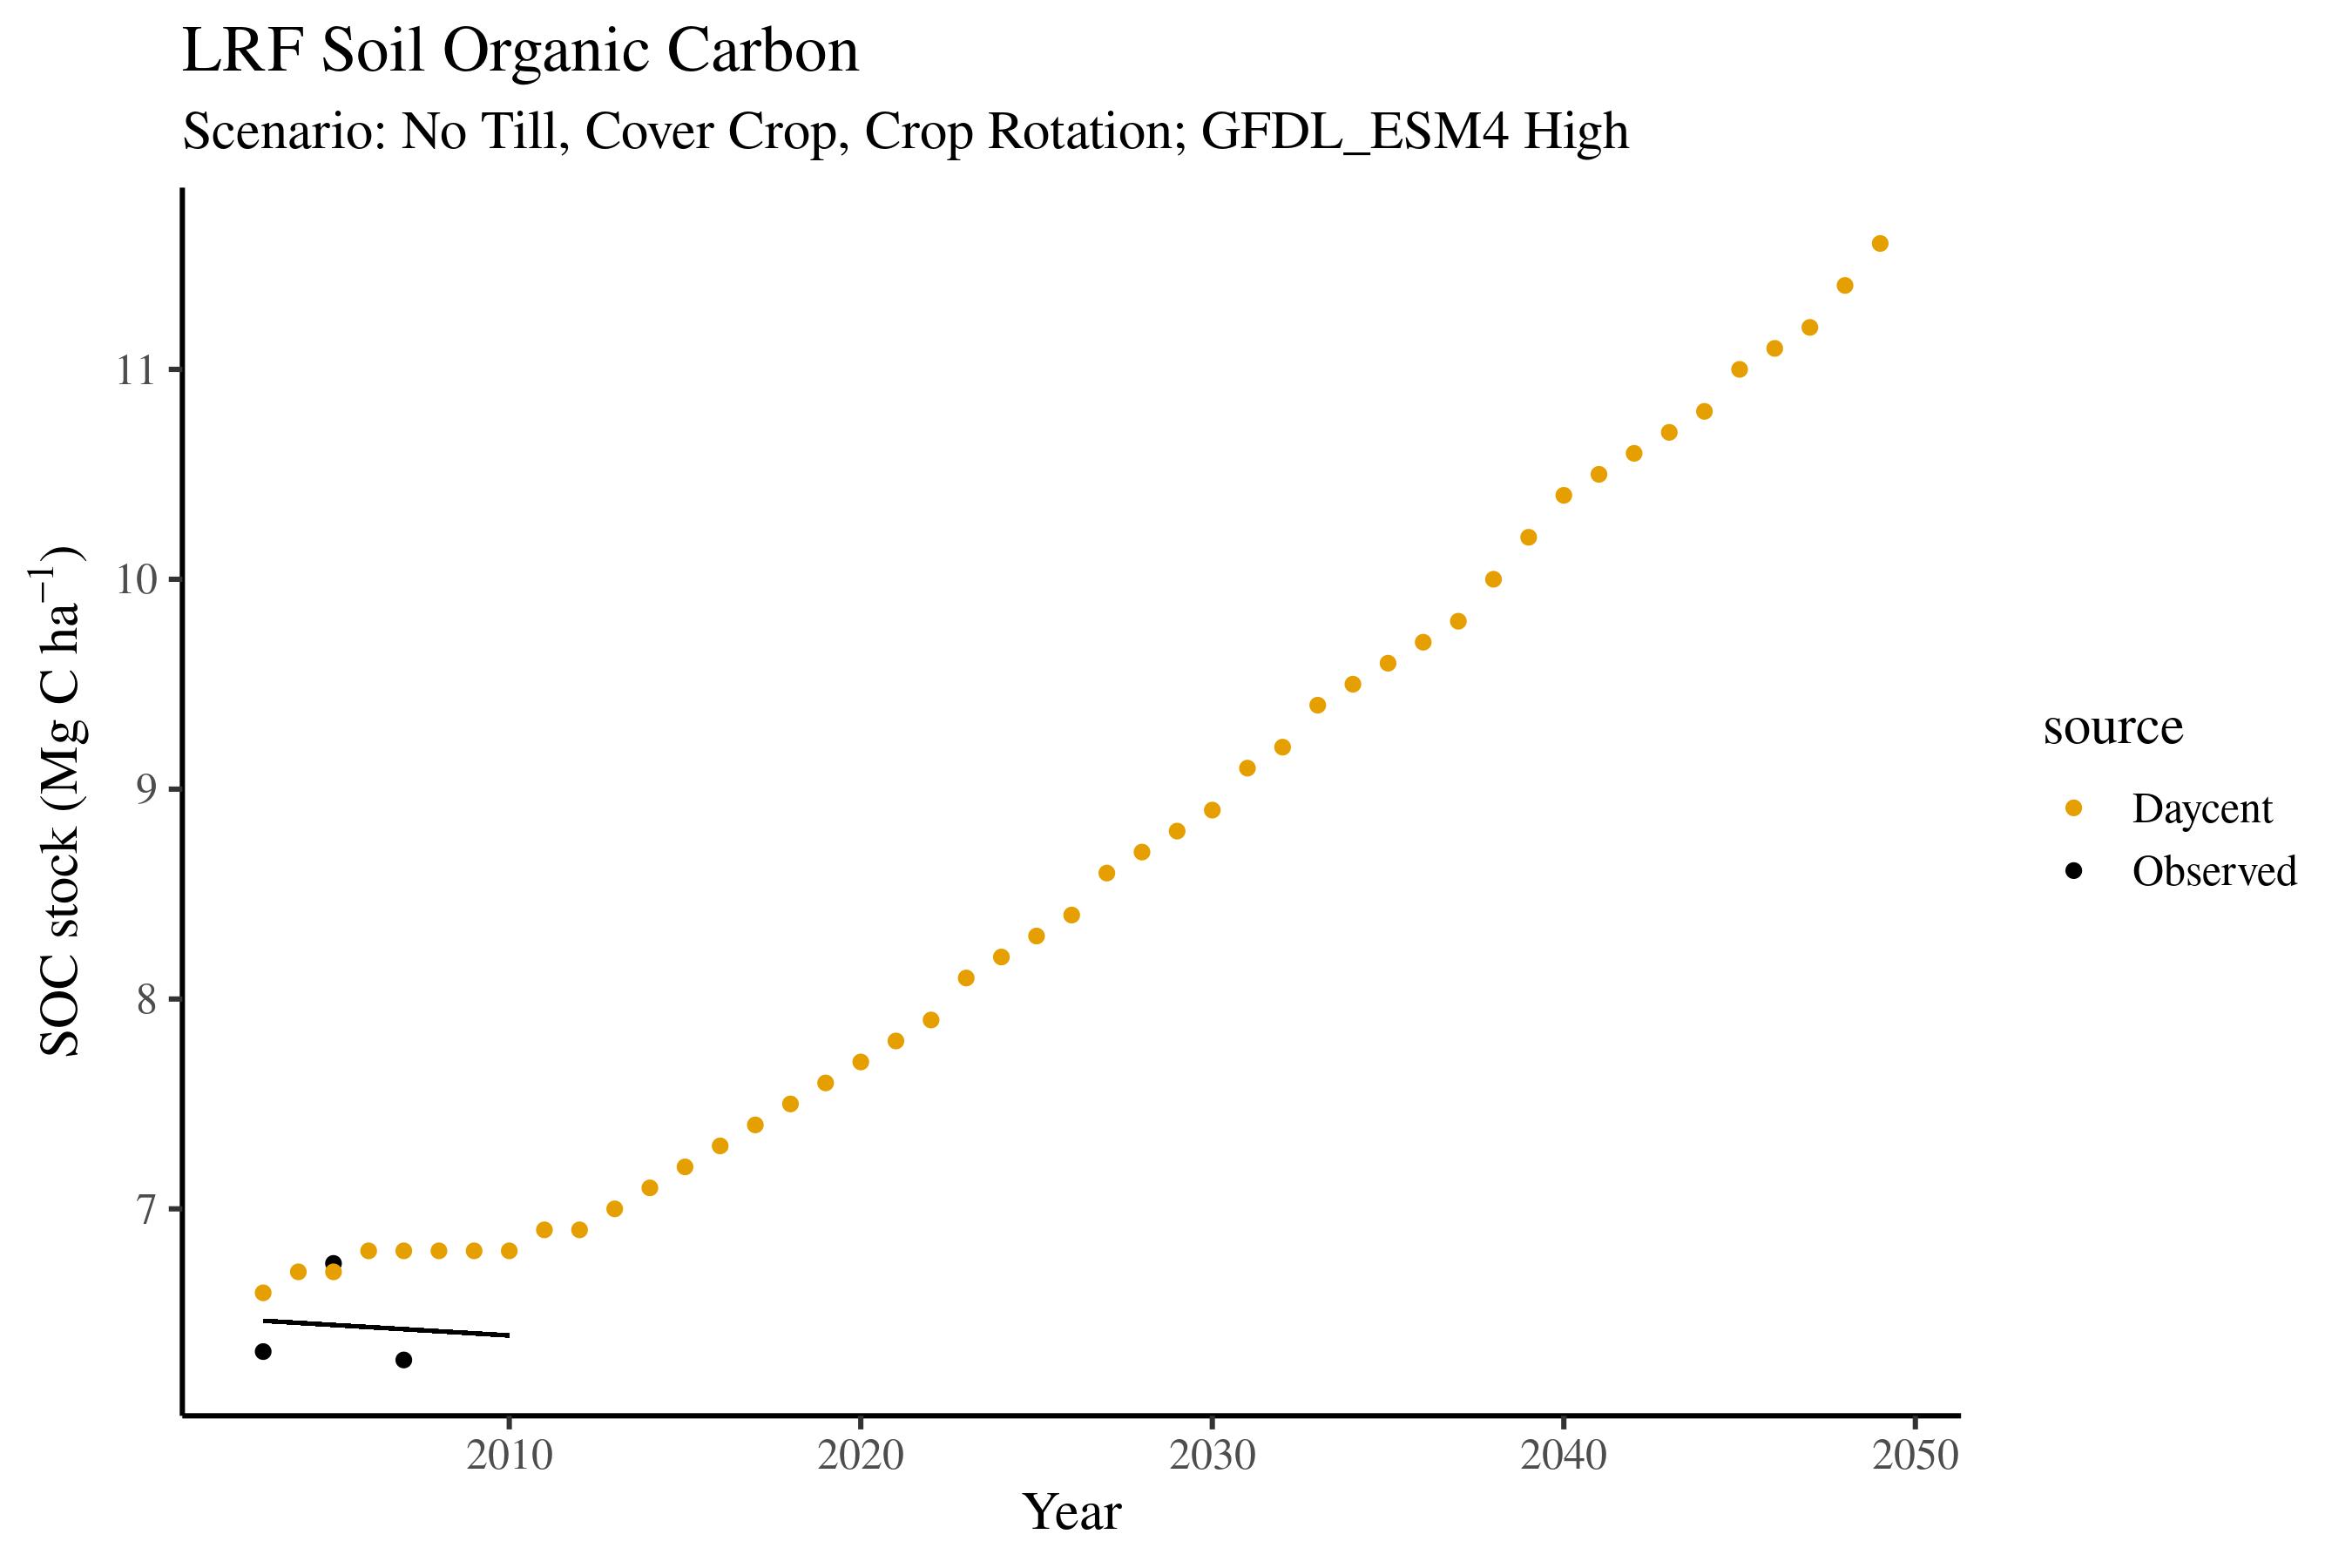 LRF Soil Organic Carbon
Scenario: No Till, Cover Crop, Crop Rotation; GFDL_ESM4 High
SOC stock (Mg C ha⁻¹)
11
10
9
8
7
2010 2020 2030 2040 2050
Year
source
Daycent
Observed